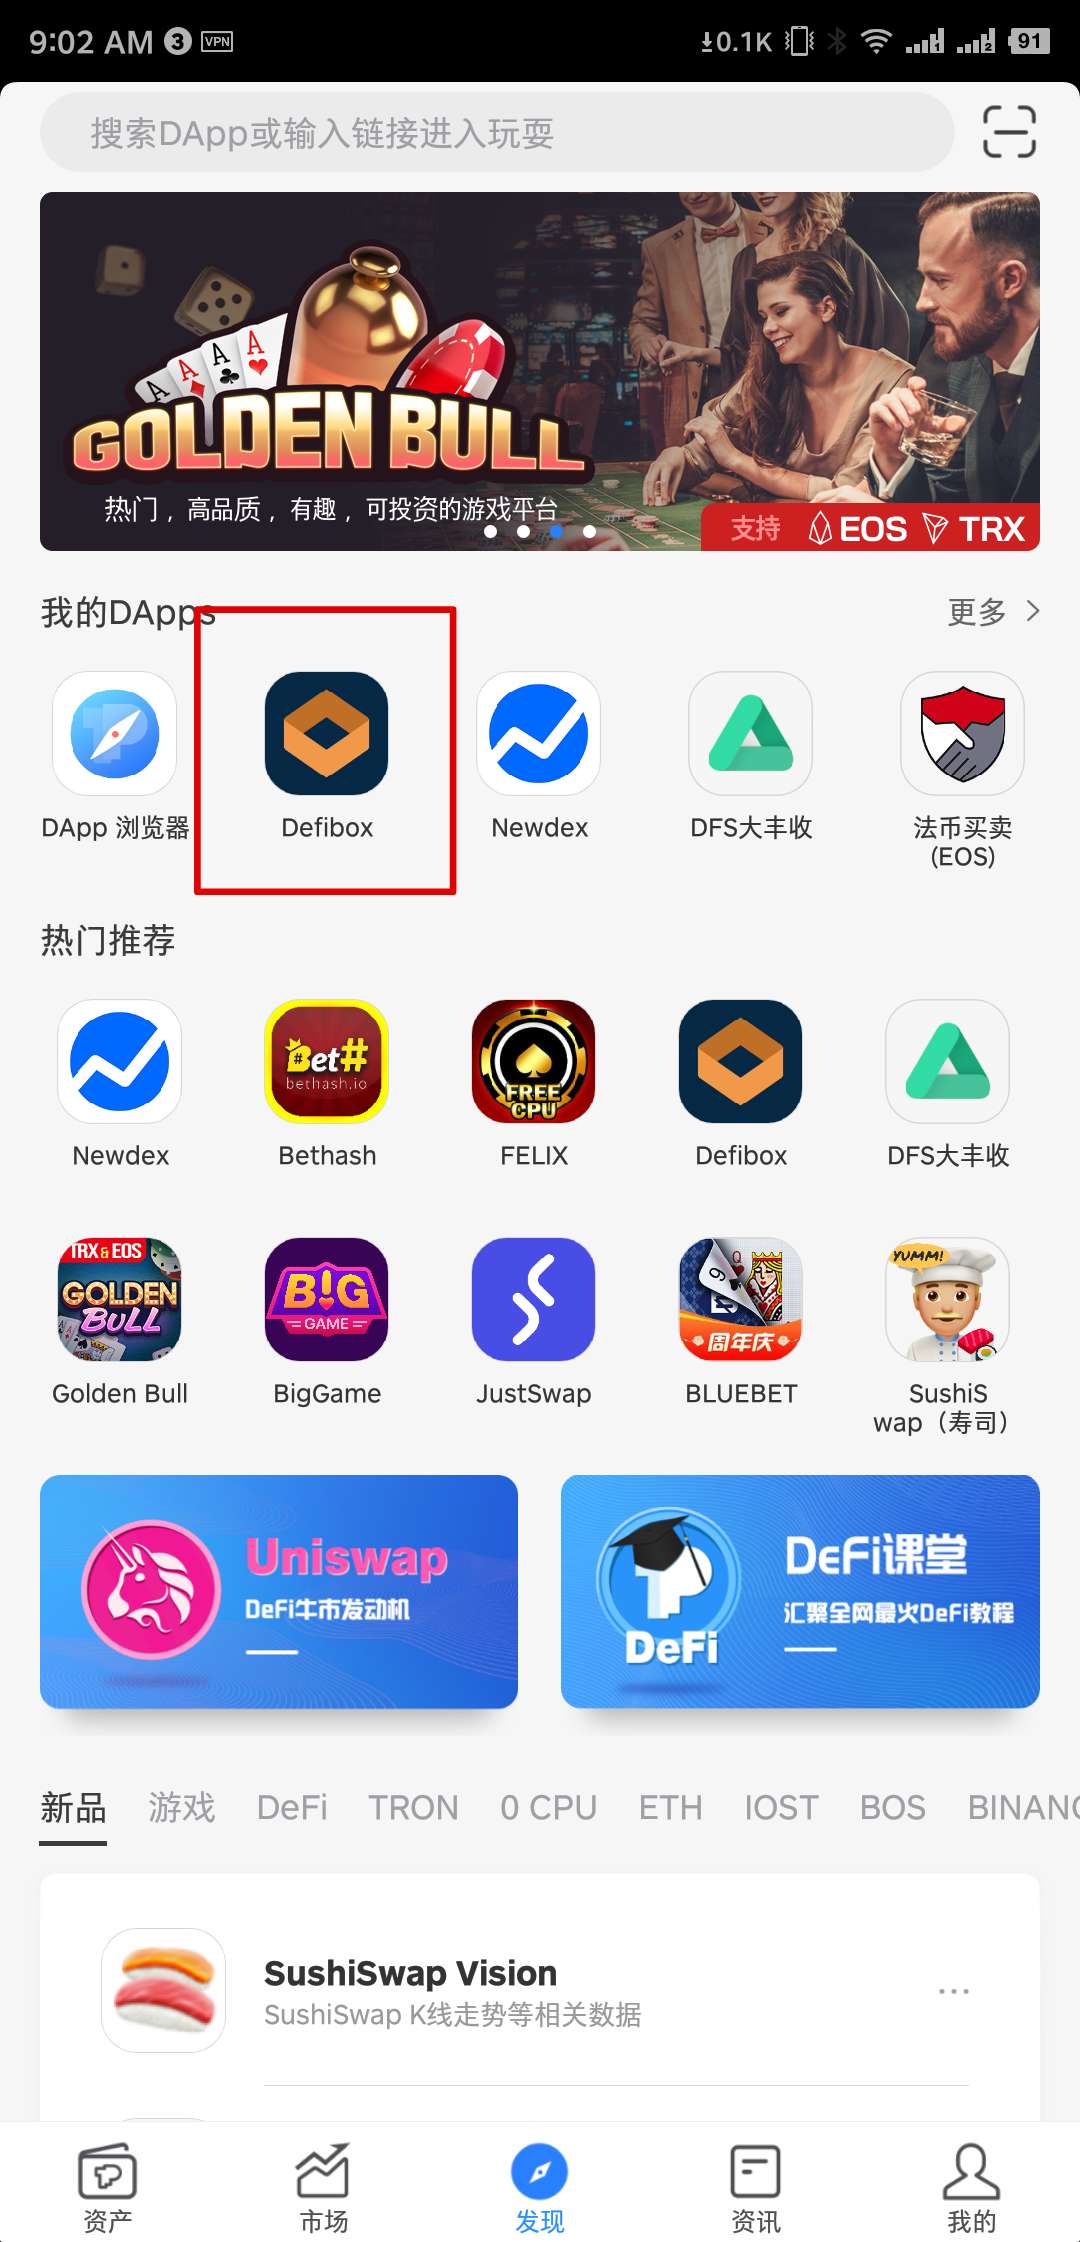 9:02 AM 3 VPN 0.1K 1 2 91
搜索DApp或输入链接进入玩耍
A A A A
GOLDEN BULL
热门，高品质，有趣，可投资的游戏平台
支持 EOS TRX
我的DApps 更多
DApp 浏览器 Defibox Newdex DFS大丰收 法币买卖
(EOS)
热门推荐
Bet#
bethash.io
FREE
CPU
Newdex Bethash FELIX Defibox DFS大丰收
TRX&EOS
GOLDEN
BULL
B!G
GAME
9 Q
周年庆
YUMM!
Golden Bull BigGame JustSwap BLUEBET SushiS
wap（寿司）
Uniswap
DeFi牛市发动机
DeFi
DeFi课堂
汇聚全网最火DeFi教程
新品 游戏 DeFi TRON 0 CPU ETH IOST BOS BINANC
SushiSwap Vision
SushiSwap K线走势等相关数据
资产 市场 发现 资讯 我的